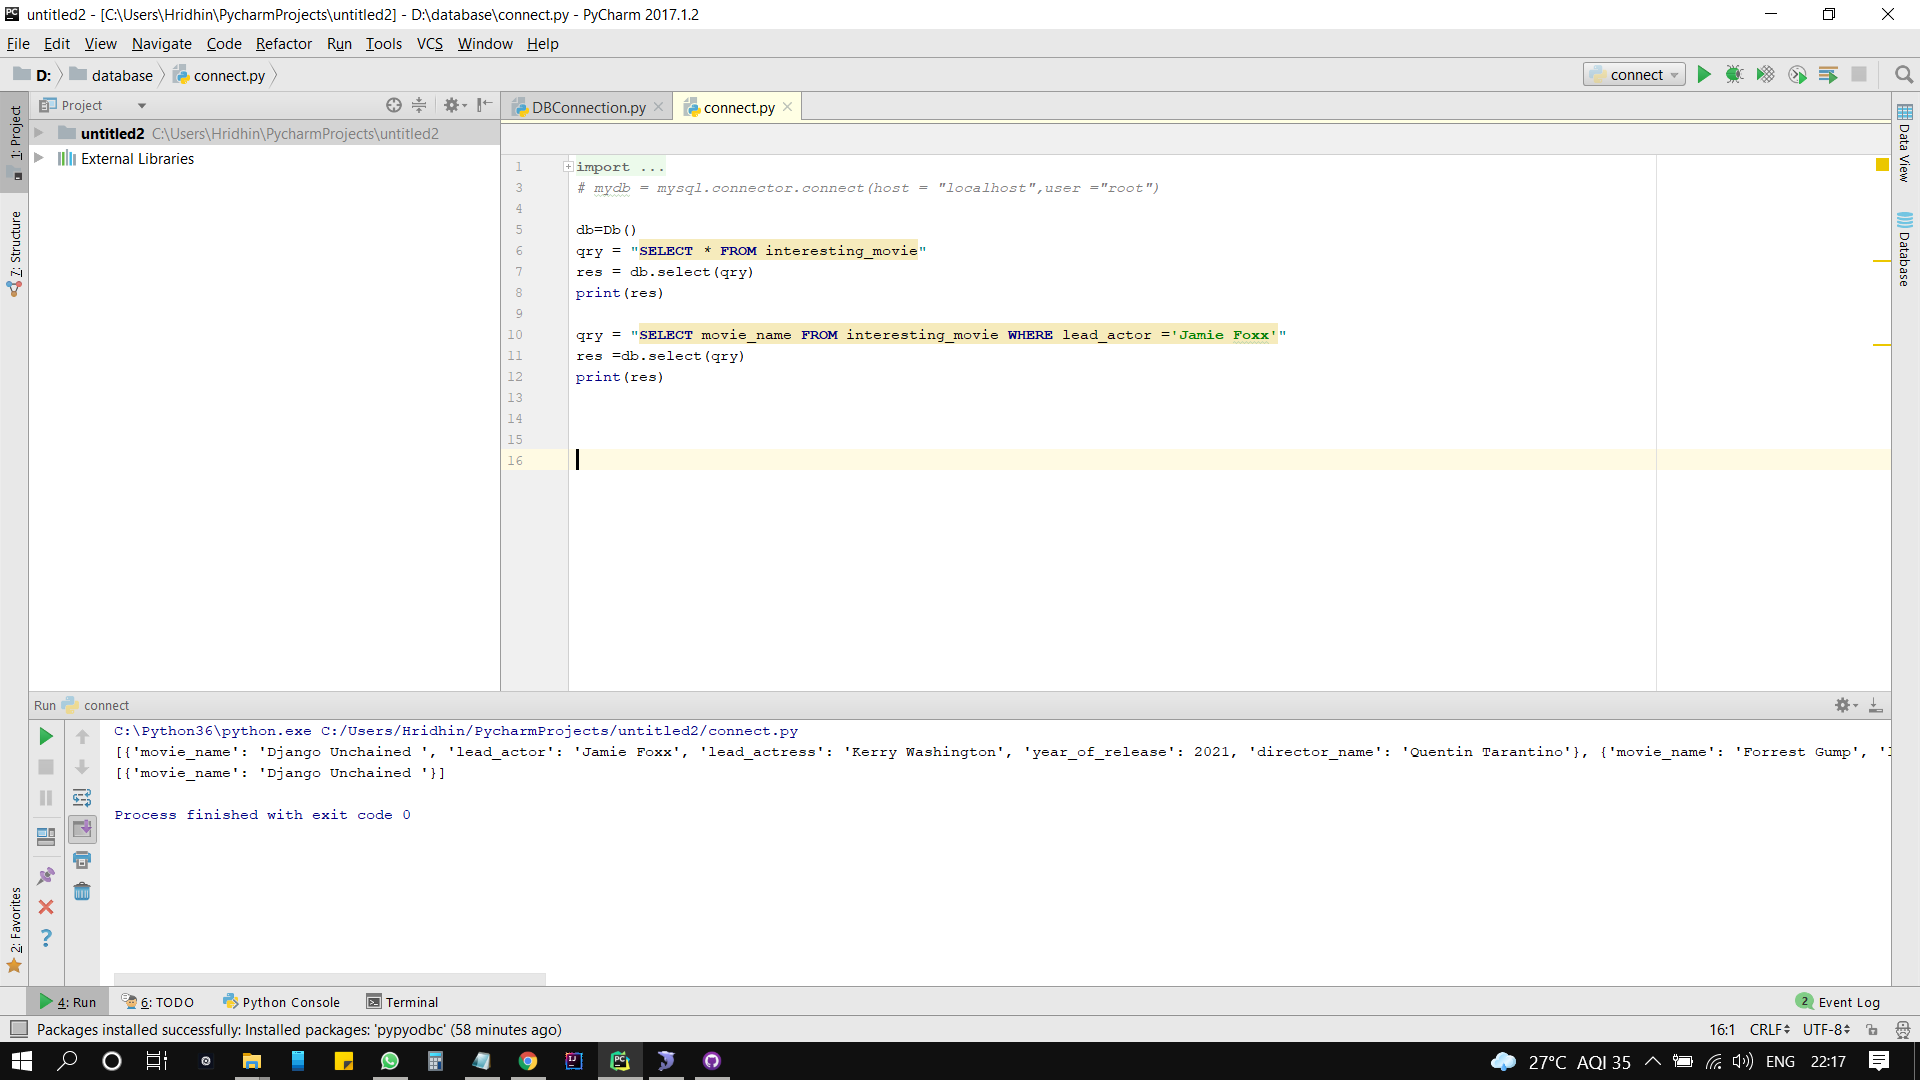 untitled2 - [C:\Users\Hridhin\PycharmProjects\untitled2] - D:\database\connect.py - PyCharm 2017.1.2
File Edit View Navigate Code Refactor Run Tools VCS Window Help
D: database connect.py connect
1: Project
7: Structure
2: Favorites
Project
untitled2 C:\Users\Hridhin\PycharmProjects\untitled2
External Libraries
DBConnection.py connect.py
1 import ...
3 # mydb = mysql.connector.connect(host = "localhost",user ="root")
4
5 db=Db()
6 qry = "SELECT * FROM interesting_movie"
7 res = db.select(qry)
8 print(res)
9
10 qry = "SELECT movie_name FROM interesting_movie WHERE lead_actor ='Jamie Foxx'"
11 res =db.select(qry)
12 print(res)
13
14
15
16
Data View
Database
Run connect
C:\Python36\python.exe C:/Users/Hridhin/PycharmProjects/untitled2/connect.py
[{'movie_name': 'Django Unchained ', 'lead_actor': 'Jamie Foxx', 'lead_actress': 'Kerry Washington', 'year_of_release': 2021, 'director_name': 'Quentin Tarantino'}, {'movie_name': 'Forrest Gump', '
[{'movie_name': 'Django Unchained '}]
Process finished with exit code 0
4: Run 6: TODO Python Console Terminal 2 Event Log
Packages installed successfully: Installed packages: 'pypyodbc' (58 minutes ago) 16:1 CRLF UTF-8
27°C AQI 35 ENG 22:17